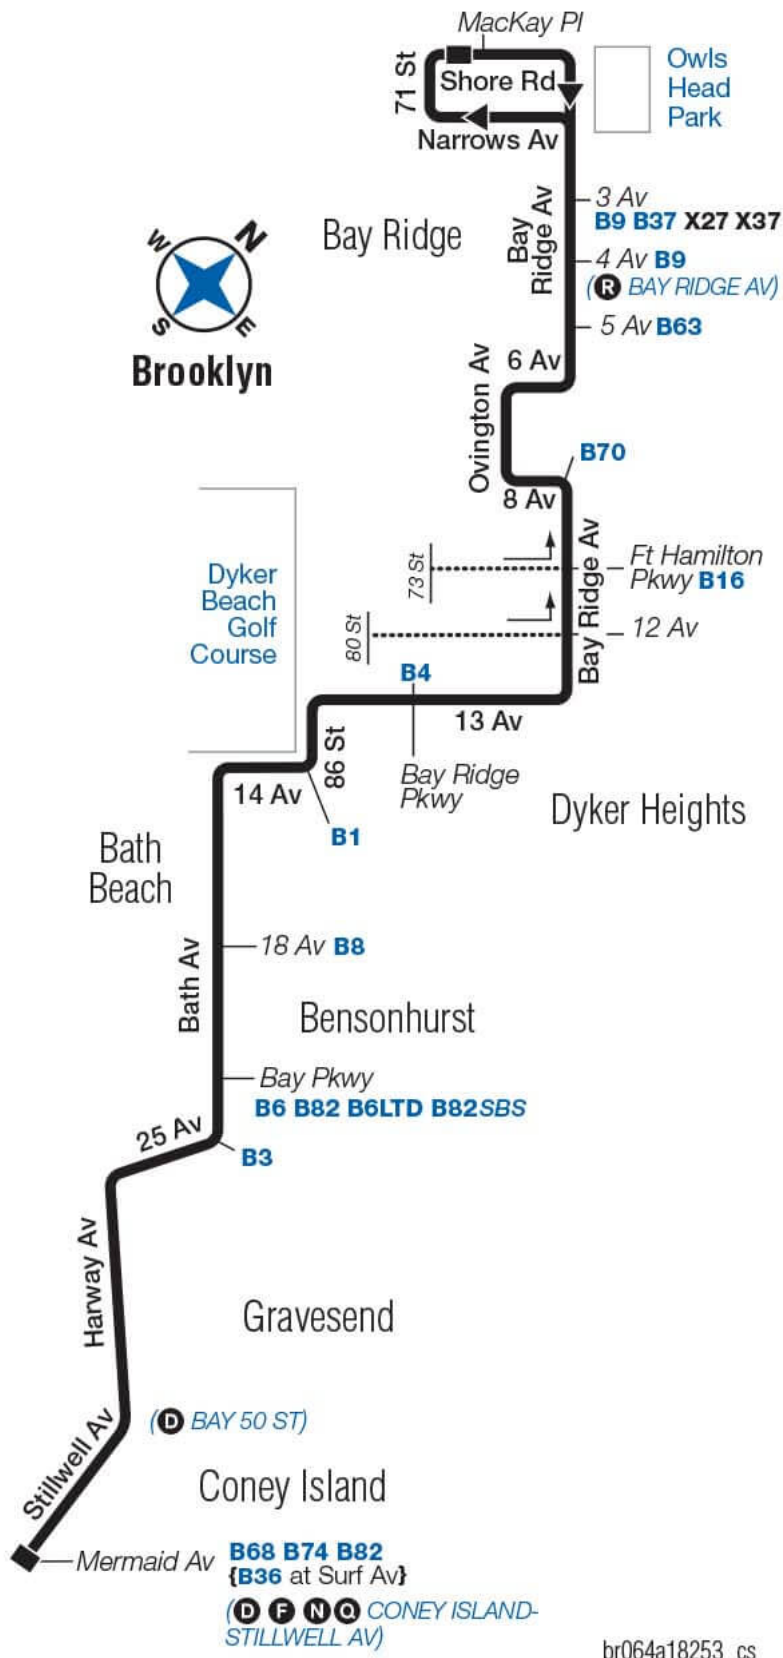 MacKay Pl
71 St
Shore Rd
Owls
Head
Park
Narrows Av
3 Av
B9 B37 X27 X37
Bay
Ridge Av
Bay Ridge
4 Av B9
(R BAY RIDGE AV)
N
W
S
E
Brooklyn
5 Av B63
6 Av
Ovington Av
B70
8 Av
Dyker
Beach
Golf
Course
73 St
Ft Hamilton
Pkwy B16
Bay Ridge Av
80 St
12 Av
B4
13 Av
86 St
Bay Ridge
Pkwy
14 Av
Dyker Heights
B1
Bath
Beach
18 Av B8
Bath Av
Bensonhurst
Bay Pkwy
B6 B82 B6LTD B82SBS
25 Av
B3
Harway Av
Gravesend
(D BAY 50 ST)
Stillwell Av
Coney Island
Mermaid Av
B68 B74 B82
{B36 at Surf Av}
(D F N Q CONEY ISLAND-
STILLWELL AV)
br064a18253_cs